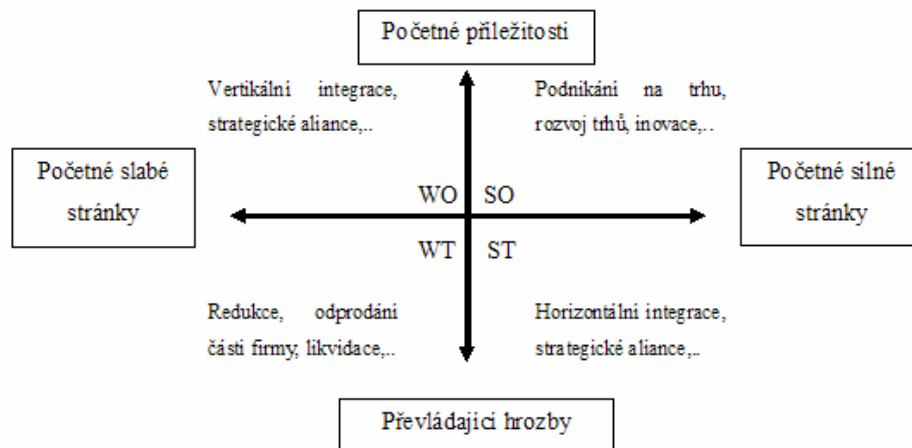 Početné příležitosti
Vertikální integrace,
strategické aliance,..
Podnikání na trhu,
rozvoj trhů, inovace,..
Početné slabé
stránky
Početné silné
stránky
WO SO
WT ST
Redukce, odprodání
části firmy, likvidace,..
Horizontální integrace,
strategické aliance,..
Převládající hrozby